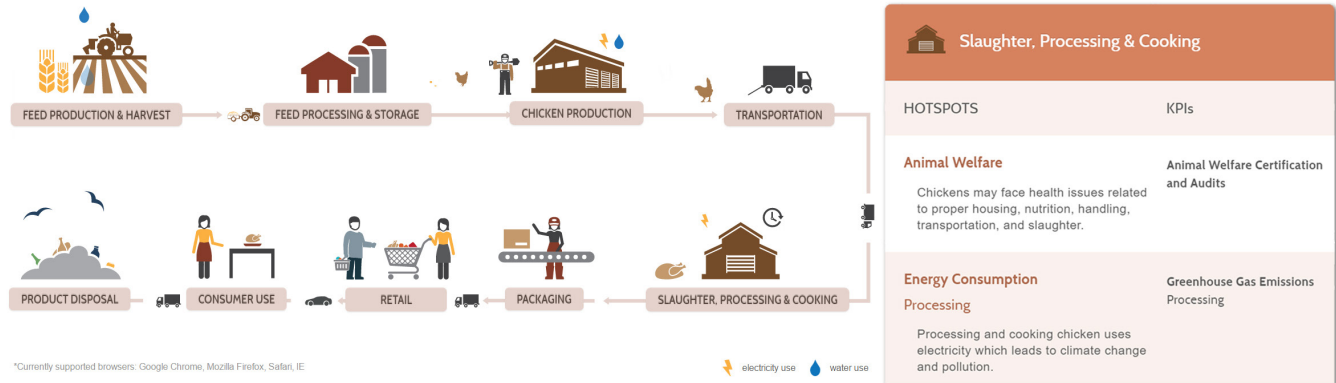 FEED PRODUCTION & HARVEST
FEED PROCESSING & STORAGE
CHICKEN PRODUCTION
TRANSPORTATION
PRODUCT DISPOSAL
CONSUMER USE
RETAIL
PACKAGING
SLAUGHTER, PROCESSING & COOKING
*Currently supported browsers: Google Chrome, Mozilla Firefox, Safari, IE
electricity use
water use
Slaughter, Processing & Cooking
HOTSPOTS
KPIs
Animal Welfare
Chickens may face health issues related
to proper housing, nutrition, handling,
transportation, and slaughter.
Animal Welfare Certification
and Audits
Energy Consumption
Processing
Processing and cooking chicken uses
electricity which leads to climate change
and pollution.
Greenhouse Gas Emissions
Processing